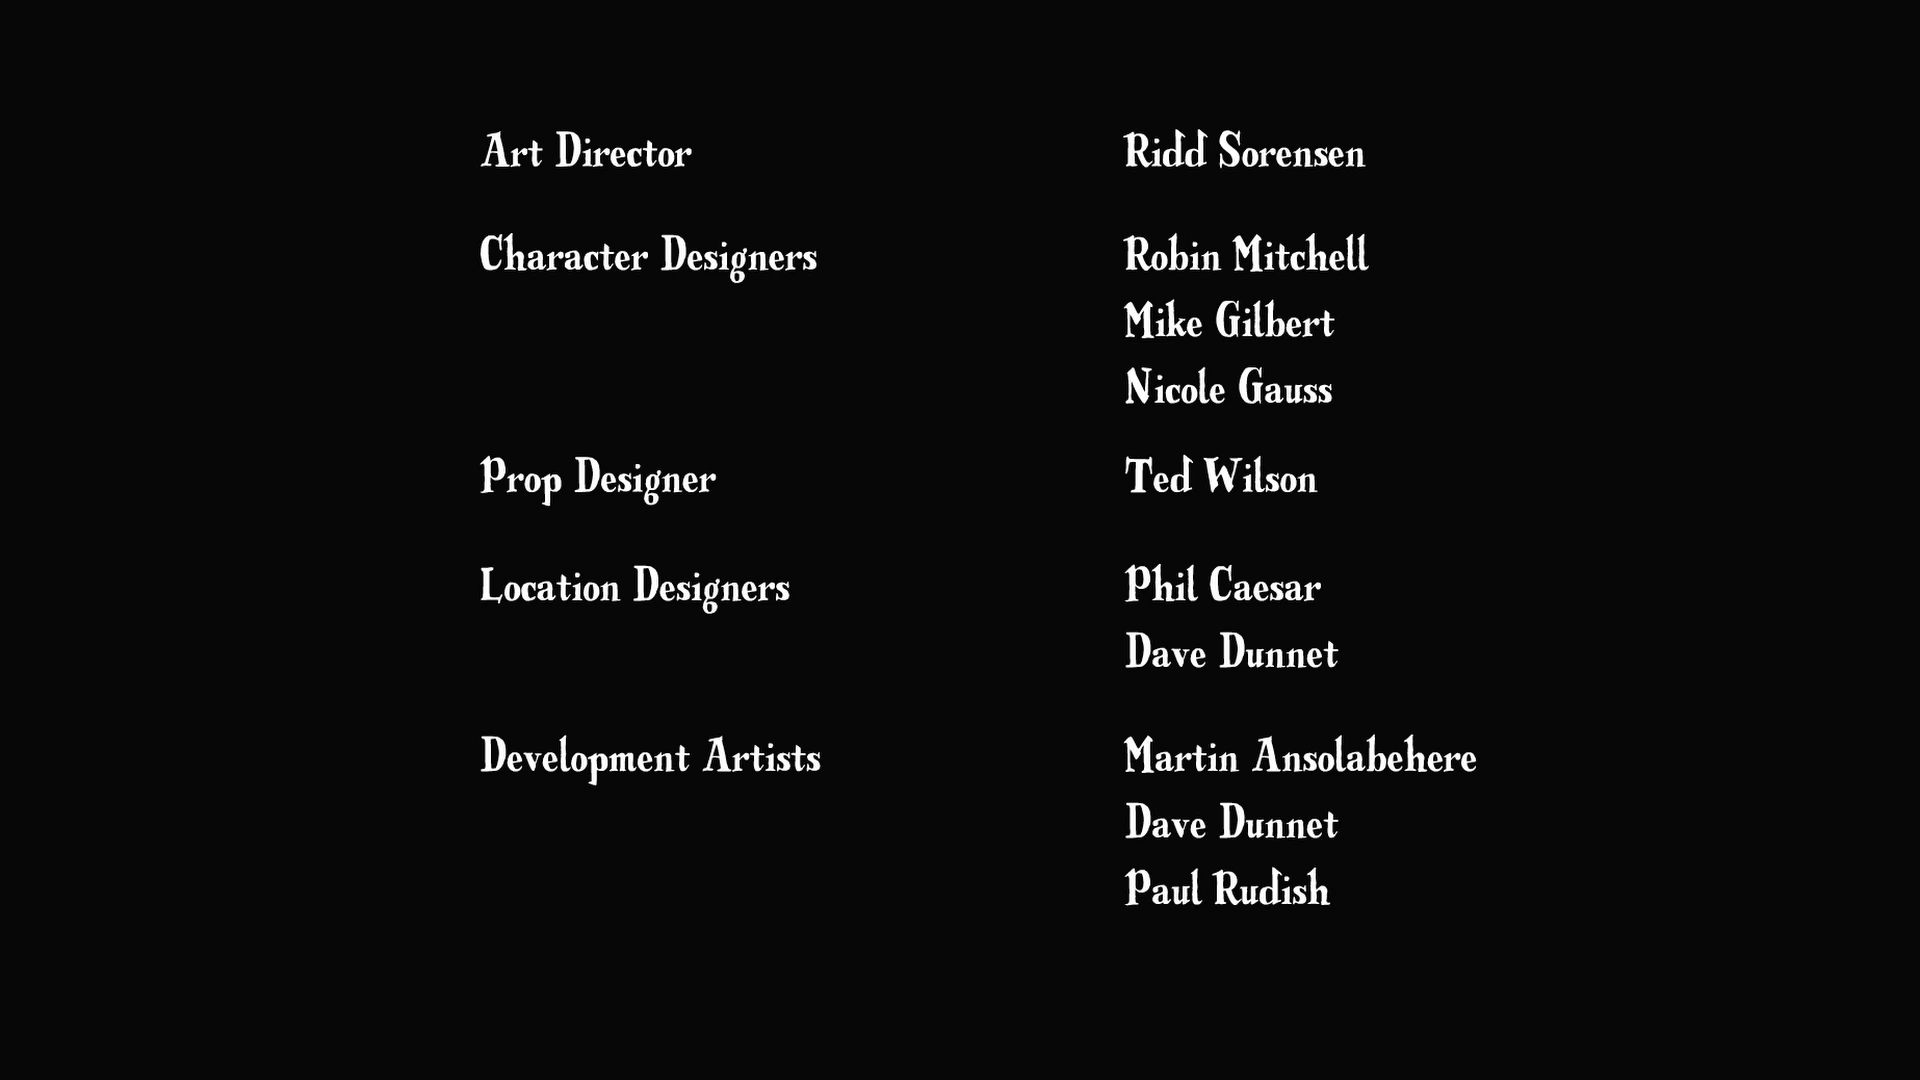 Art Director Ridd Sorensen
Character Designers Robin Mitchell
Mike Gilbert
Nicole Gauss
Prop Designer Ted Wilson
Location Designers Phil Caesar
Dave Dunnet
Development Artists Martin Ansolabehere
Dave Dunnet
Paul Rudish